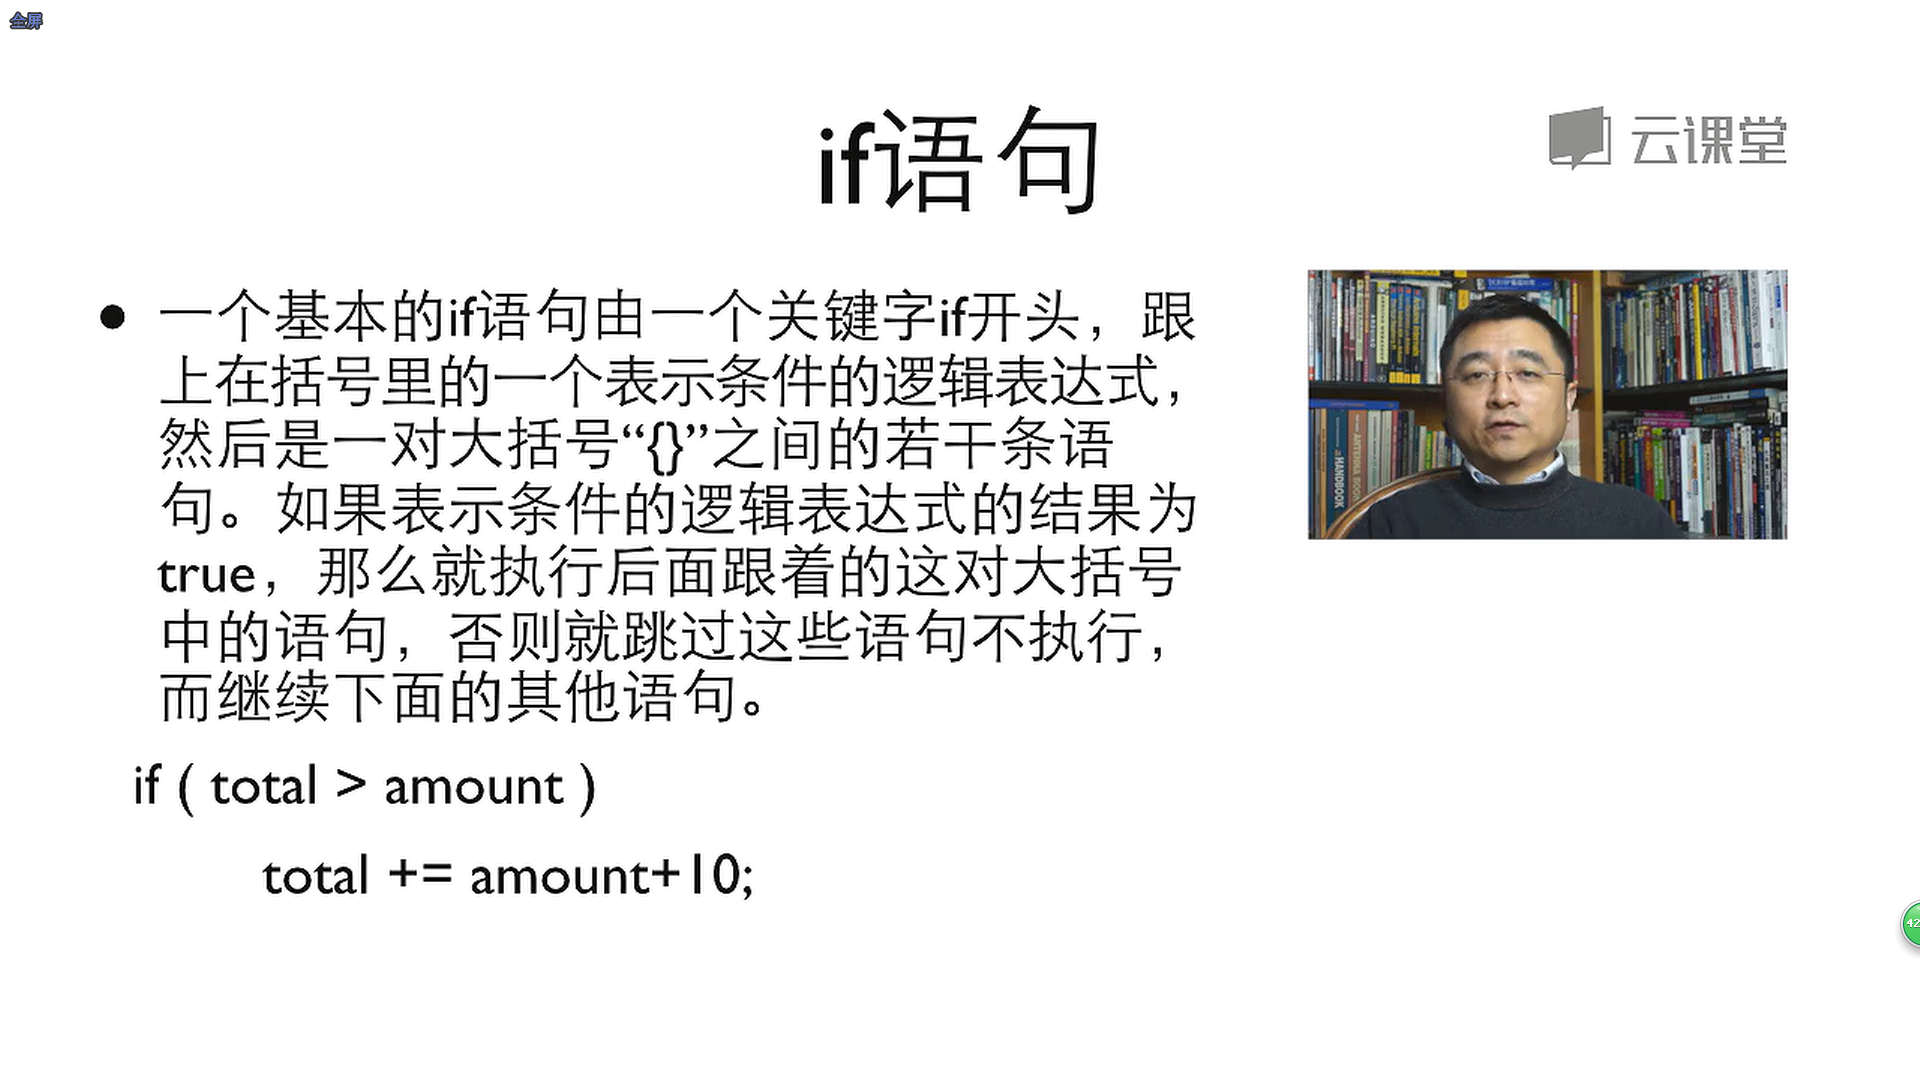 全屏
if语句
云课堂
• 一个基本的if语句由一个关键字if开头，跟
上在括号里的一个表示条件的逻辑表达式，
然后是一对大括号“{}”之间的若干条语
句。如果表示条件的逻辑表达式的结果为
true，那么就执行后面跟着的这对大括号
中的语句，否则就跳过这些语句不执行，
而继续下面的其他语句。
if ( total > amount )
total += amount+10;
42